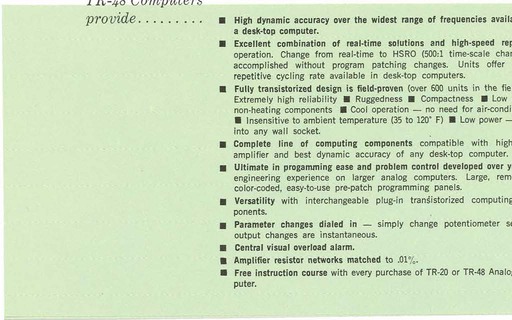 TR-48 Computers
provide.........
■ High dynamic accuracy over the widest range of frequencies
a desk-top computer.
■ Excellent combination of real-time solutions and high-speed
operation. Change from real-time to HSRO (500:1 time-scale
accomplished without program patching changes. Units offer
repetitive cycling rate available in desk-top computers.
■ Fully transistorized design is field-proven (over 600 units in the
Extremely high reliability ■ Ruggedness ■ Compactness ■ Low
non-heating components ■ Cool operation — no need for
■ Insensitive to ambient temperature (35 to 120° F) ■ Low power —
into any wall socket.
■ Complete line of computing components compatible with high
amplifier and best dynamic accuracy of any desk-top computer.
■ Ultimate in progamming ease and problem control developed over
engineering experience on larger analog computers. Large,
color-coded, easy-to-use pre-patch programming panels.
■ Versatility with interchangeable plug-in transistorized computing
ponents.
■ Parameter changes dialed in — simply change potentiometer
output changes are instantaneous.
■ Central visual overload alarm.
■ Amplifier resistor networks matched to .01%.
■ Free instruction course with every purchase of TR-20 or TR-48
puter.